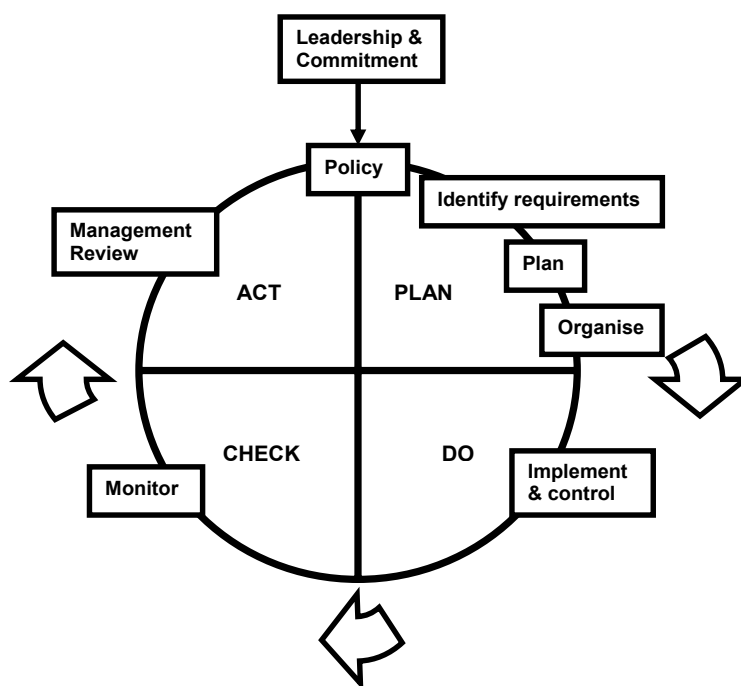 Leadership &
Commitment
Policy
Identify requirements
Management
Review
Plan
ACT
PLAN
Organise
CHECK
DO
Monitor
Implement
& control